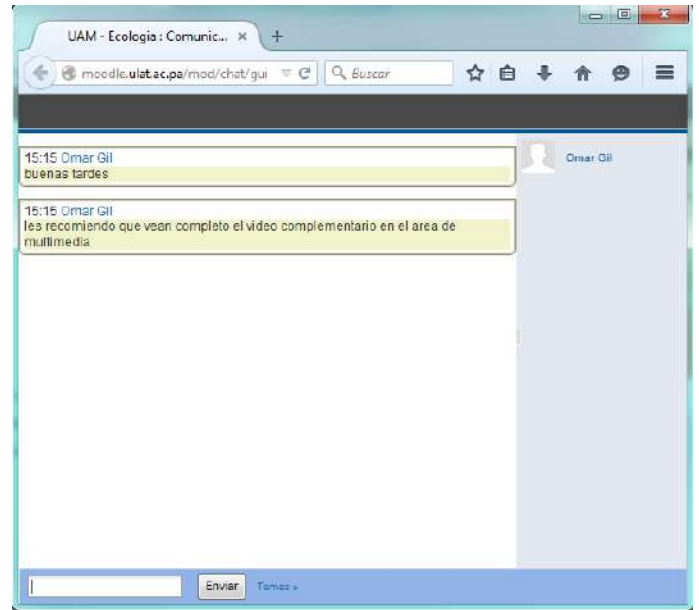 UAM - Ecologia : Comunic...
moodle.ulat.ac.pa/mod/chat/gui
Buscar
15:15 Omar Gil
buenas tardes
Omar Gil
15:15 Omar Gil
les recomiendo que vean completo el video complementario en el area de
multimedia
Enviar
Temas »